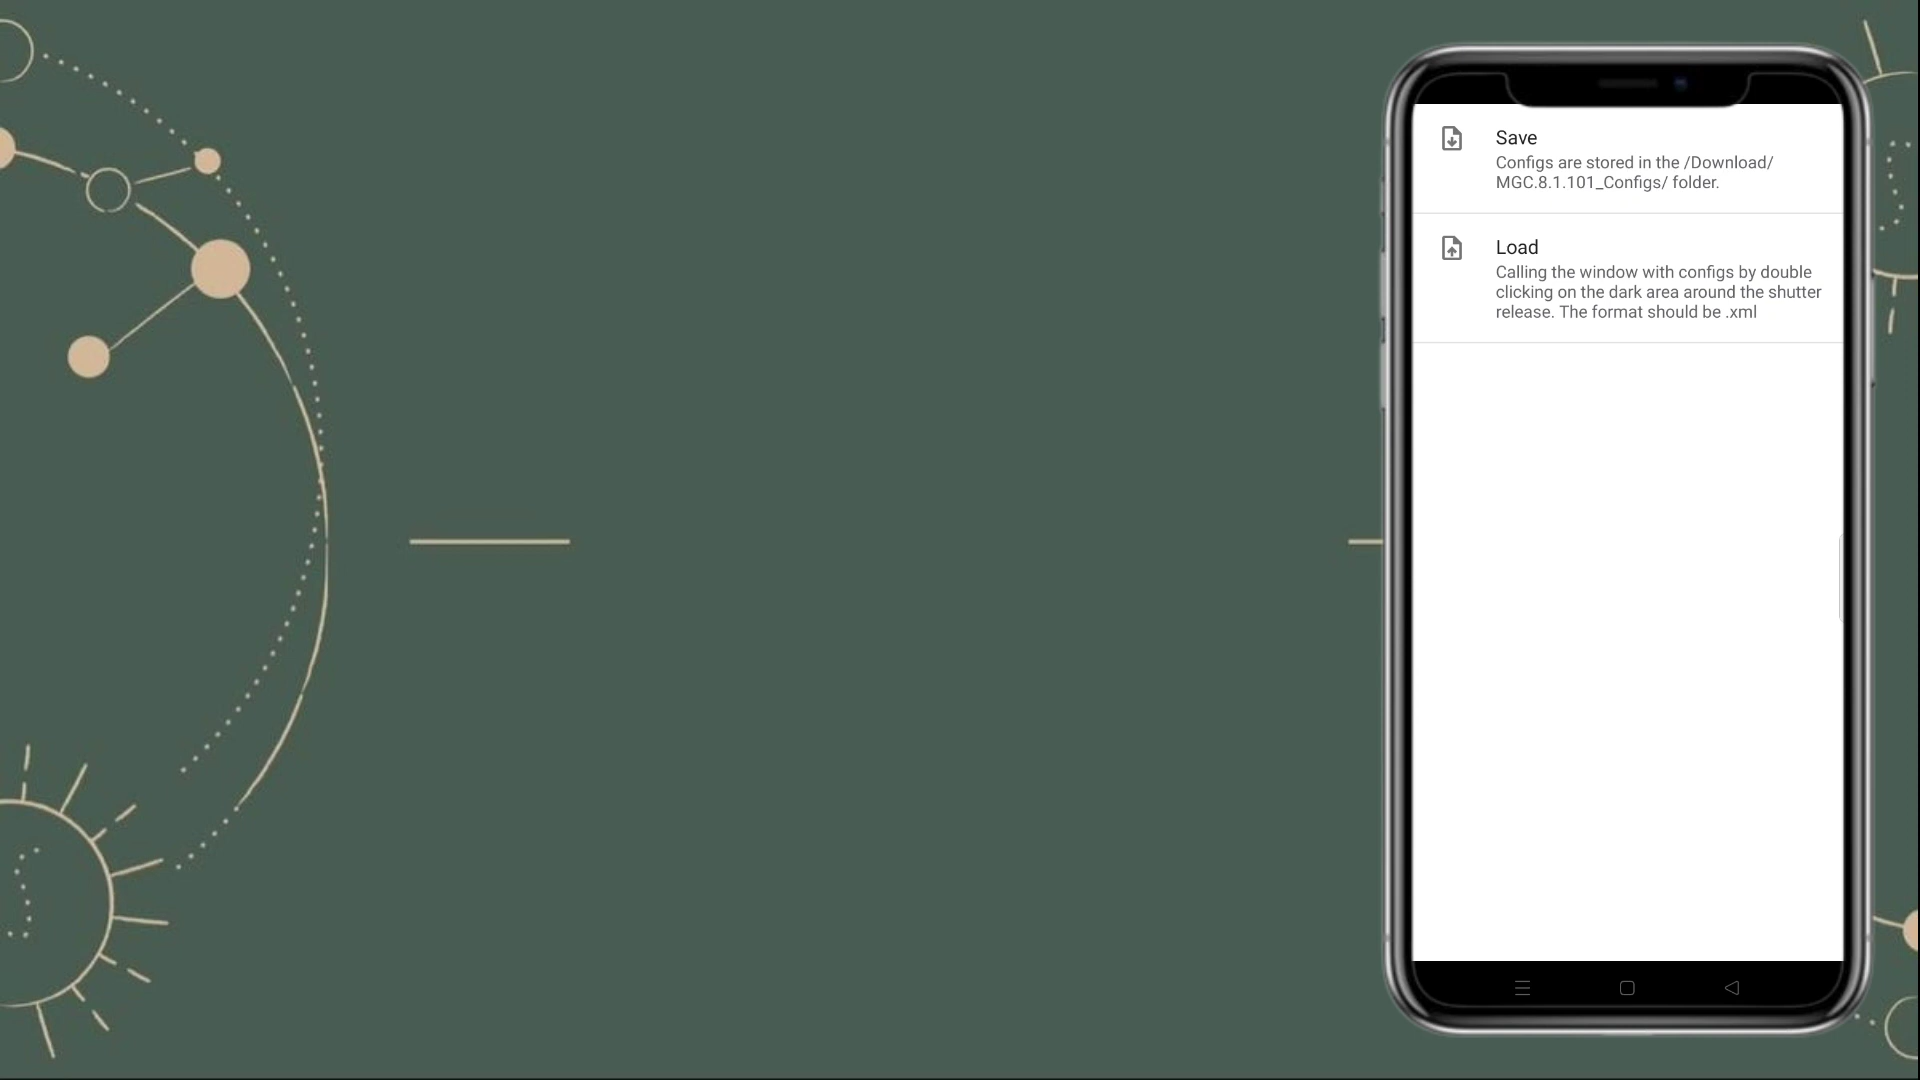 Save
Configs are stored in the /Download/
MGC.8.1.101_Configs/ folder.
Load
Calling the window with configs by double
clicking on the dark area around the shutter
release. The format should be .xml